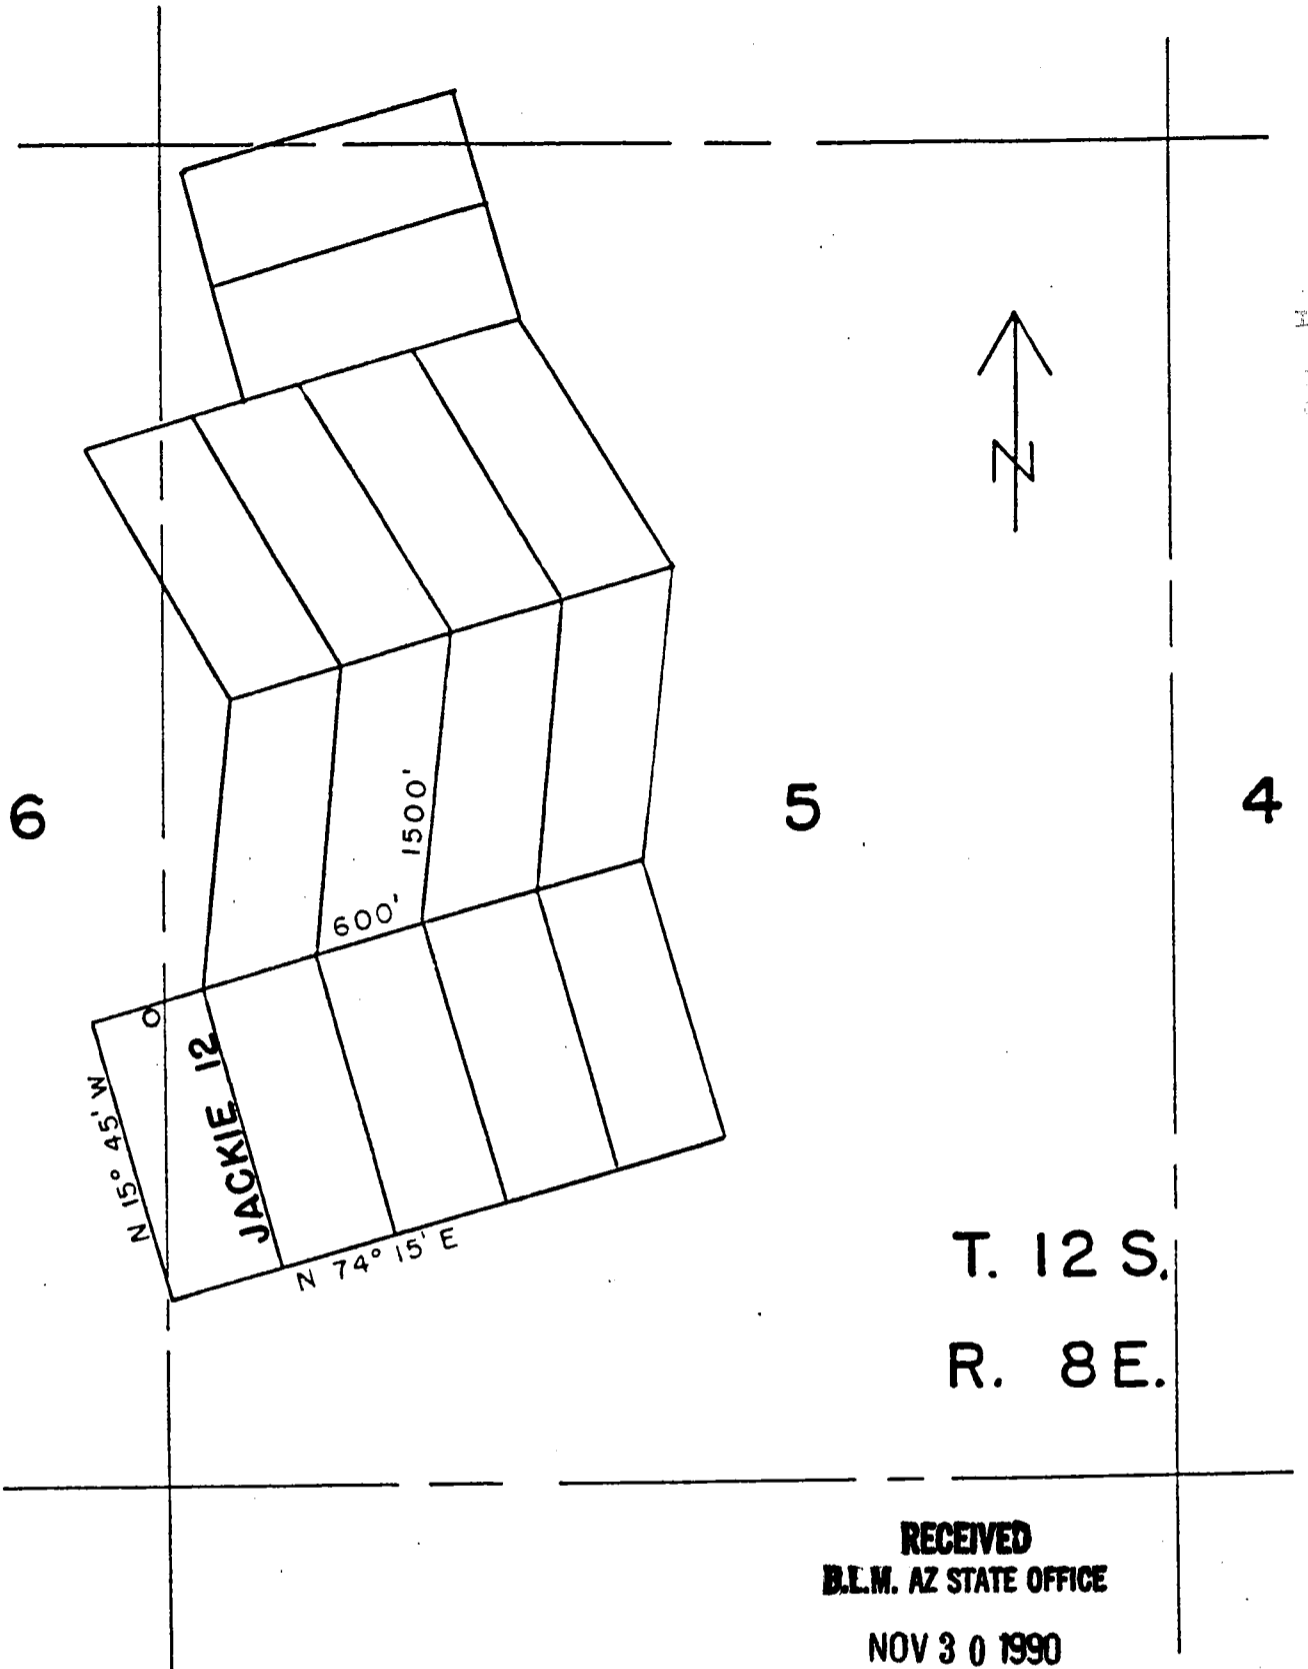 N
6
5
4
1500'
600'
O
JACKIE 12
N 15° 45' W
N 74° 15' E
T. 12 S.
R. 8 E.
RECEIVED
B.L.M. AZ STATE OFFICE
NOV 3 0 1990